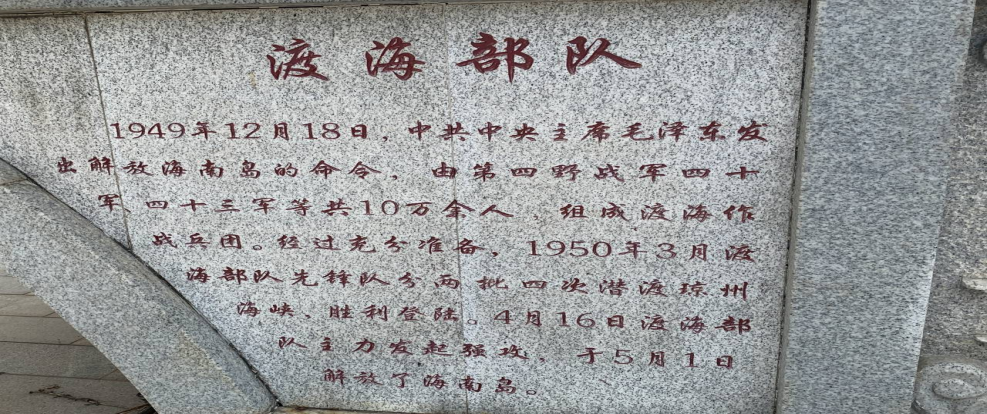 渡海部队
1949年12月18日，中共中央主席毛泽东发
出解放海南岛的命令，由第四野战军四十
军、四十三军等共10万余人 组成渡海作
战兵团。经过充分准备，1950年3月渡
海部队先锋队分两批四次潜渡琼州
海峡、胜利登陆。4月16日渡海部
队主力发起强攻，于5月1日
解放了海南岛。